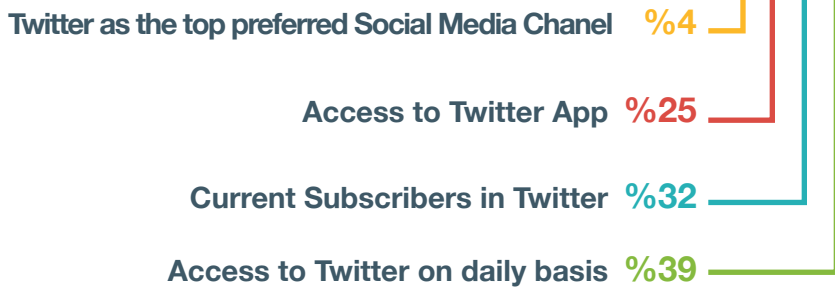 Twitter as the top preferred Social Media Chanel %4
Access to Twitter App %25
Current Subscribers in Twitter %32
Access to Twitter on daily basis %39